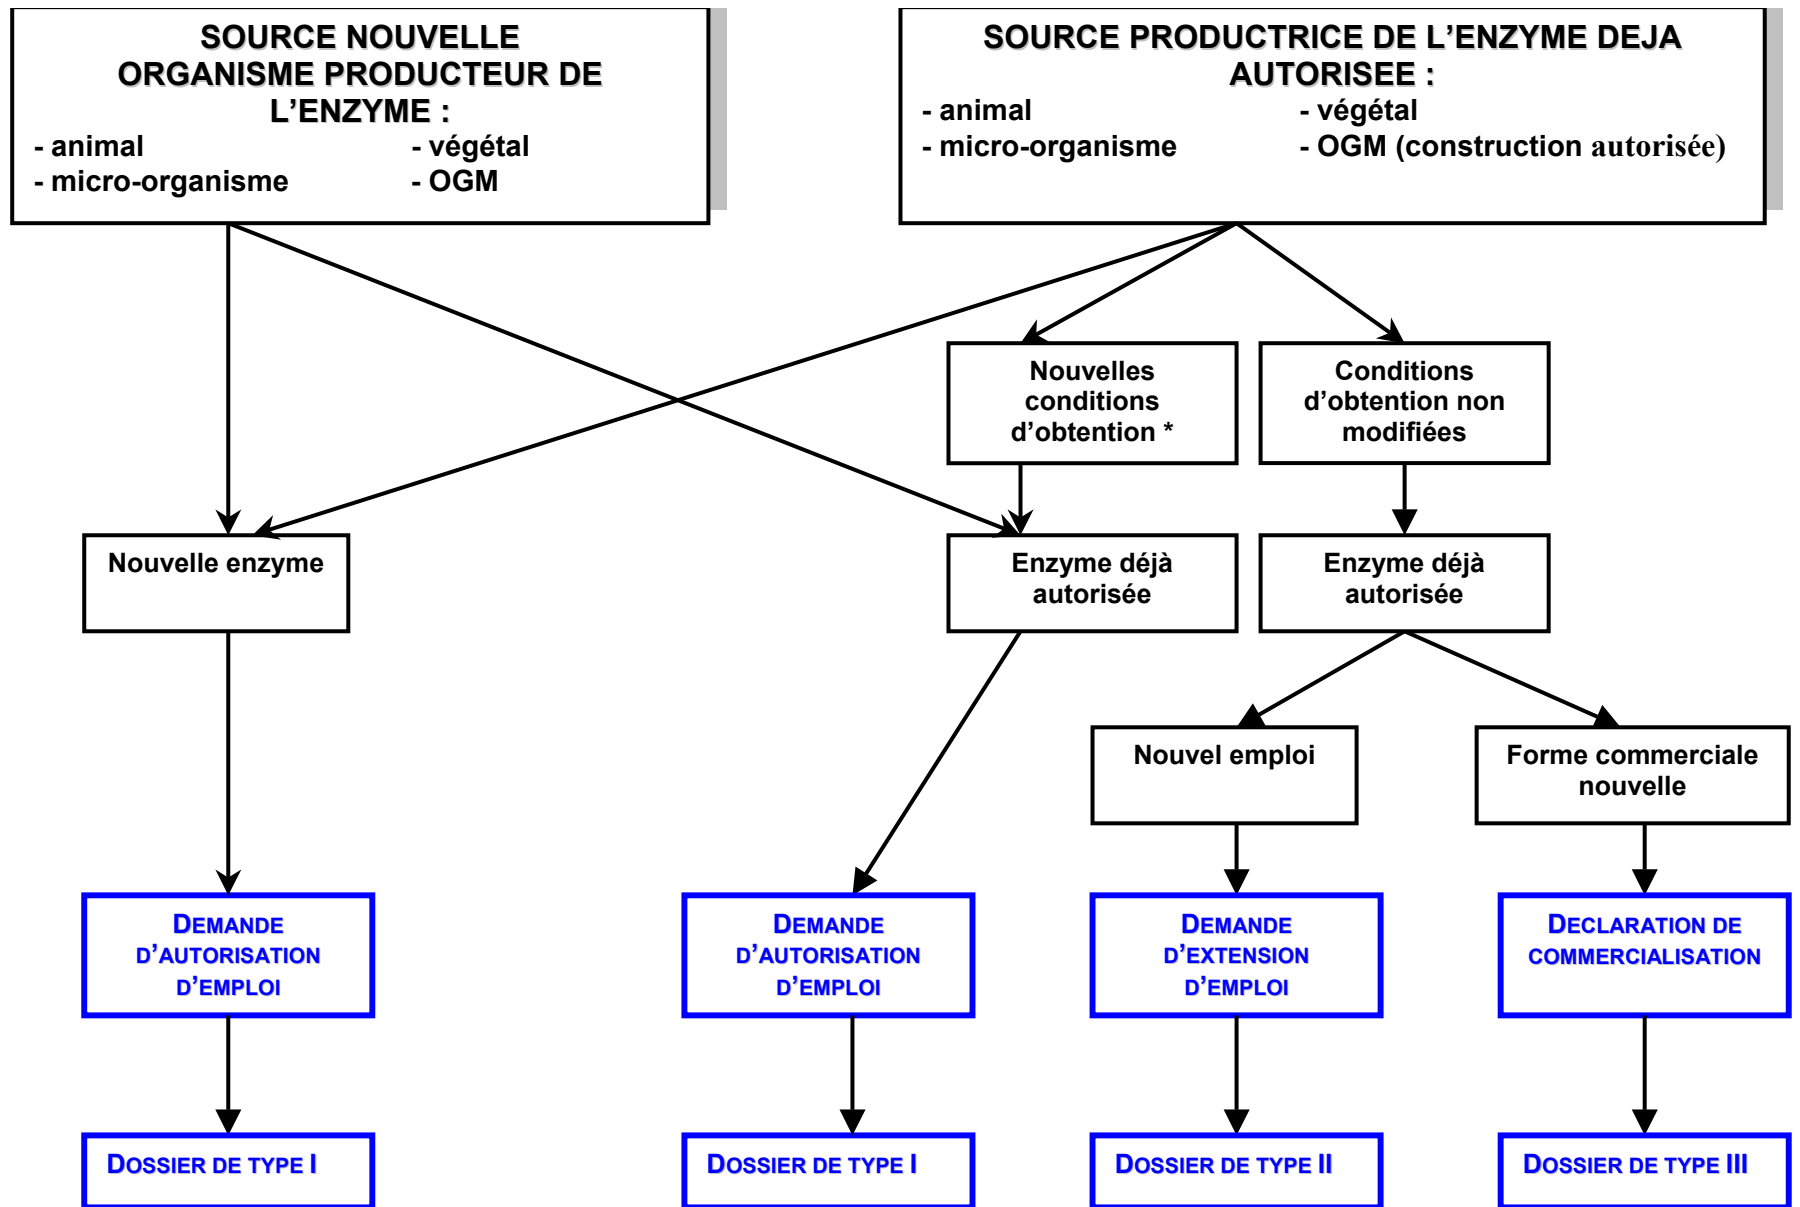 SOURCE NOUVELLE
ORGANISME PRODUCTEUR DE
L’ENZYME :
- animal - végétal
- micro-organisme - OGM
SOURCE PRODUCTRICE DE L’ENZYME DEJA
AUTORISEE :
- animal - végétal
- micro-organisme - OGM (construction autorisée)
Nouvelles
conditions
d’obtention *
Conditions
d’obtention non
modifiées
Nouvelle enzyme
Enzyme déjà
autorisée
Enzyme déjà
autorisée
Nouvel emploi
Forme commerciale
nouvelle
DEMANDE
D’AUTORISATION
D’EMPLOI
DEMANDE
D’AUTORISATION
D’EMPLOI
DEMANDE
D’EXTENSION
D’EMPLOI
DECLARATION DE
COMMERCIALISATION
DOSSIER DE TYPE I
DOSSIER DE TYPE I
DOSSIER DE TYPE II
DOSSIER DE TYPE III